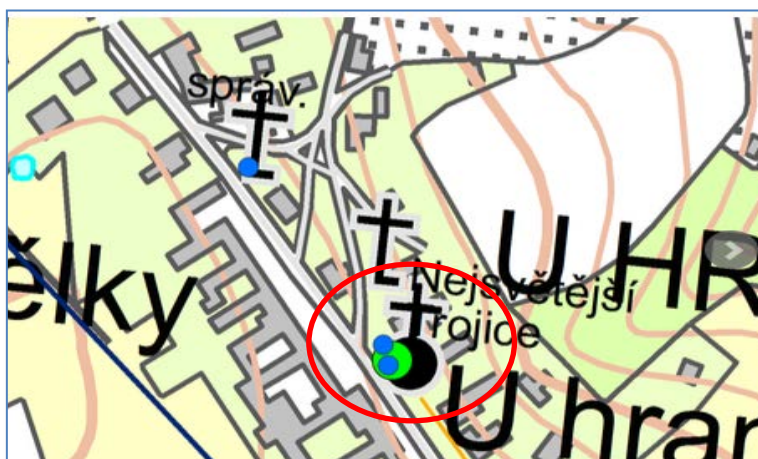 správ.
U HR
Nejsvětější
Trojice
ělky
U hran